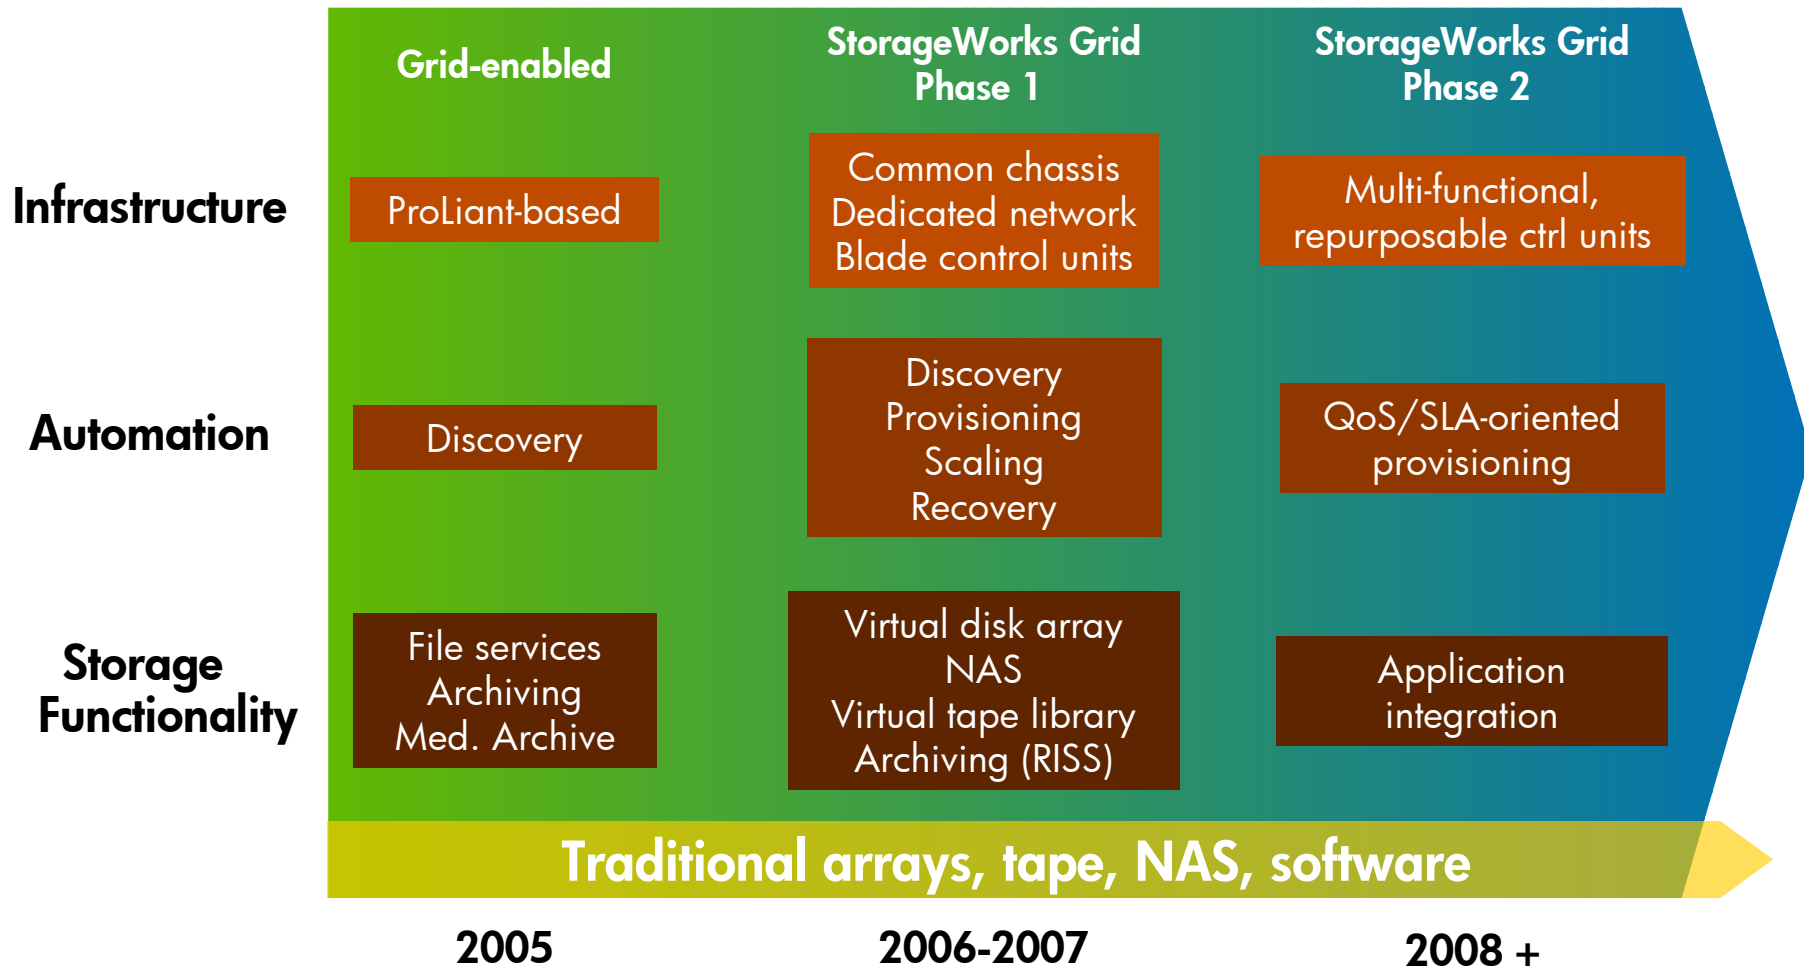 Grid-enabled
StorageWorks Grid
Phase 1
StorageWorks Grid
Phase 2
Infrastructure
ProLiant-based
Common chassis
Dedicated network
Blade control units
Multi-functional,
repurposable ctrl units
Automation
Discovery
Discovery
Provisioning
Scaling
Recovery
QoS/SLA-oriented
provisioning
Storage
Functionality
File services
Archiving
Med. Archive
Virtual disk array
NAS
Virtual tape library
Archiving (RISS)
Application
integration
Traditional arrays, tape, NAS, software
2005
2006-2007
2008 +